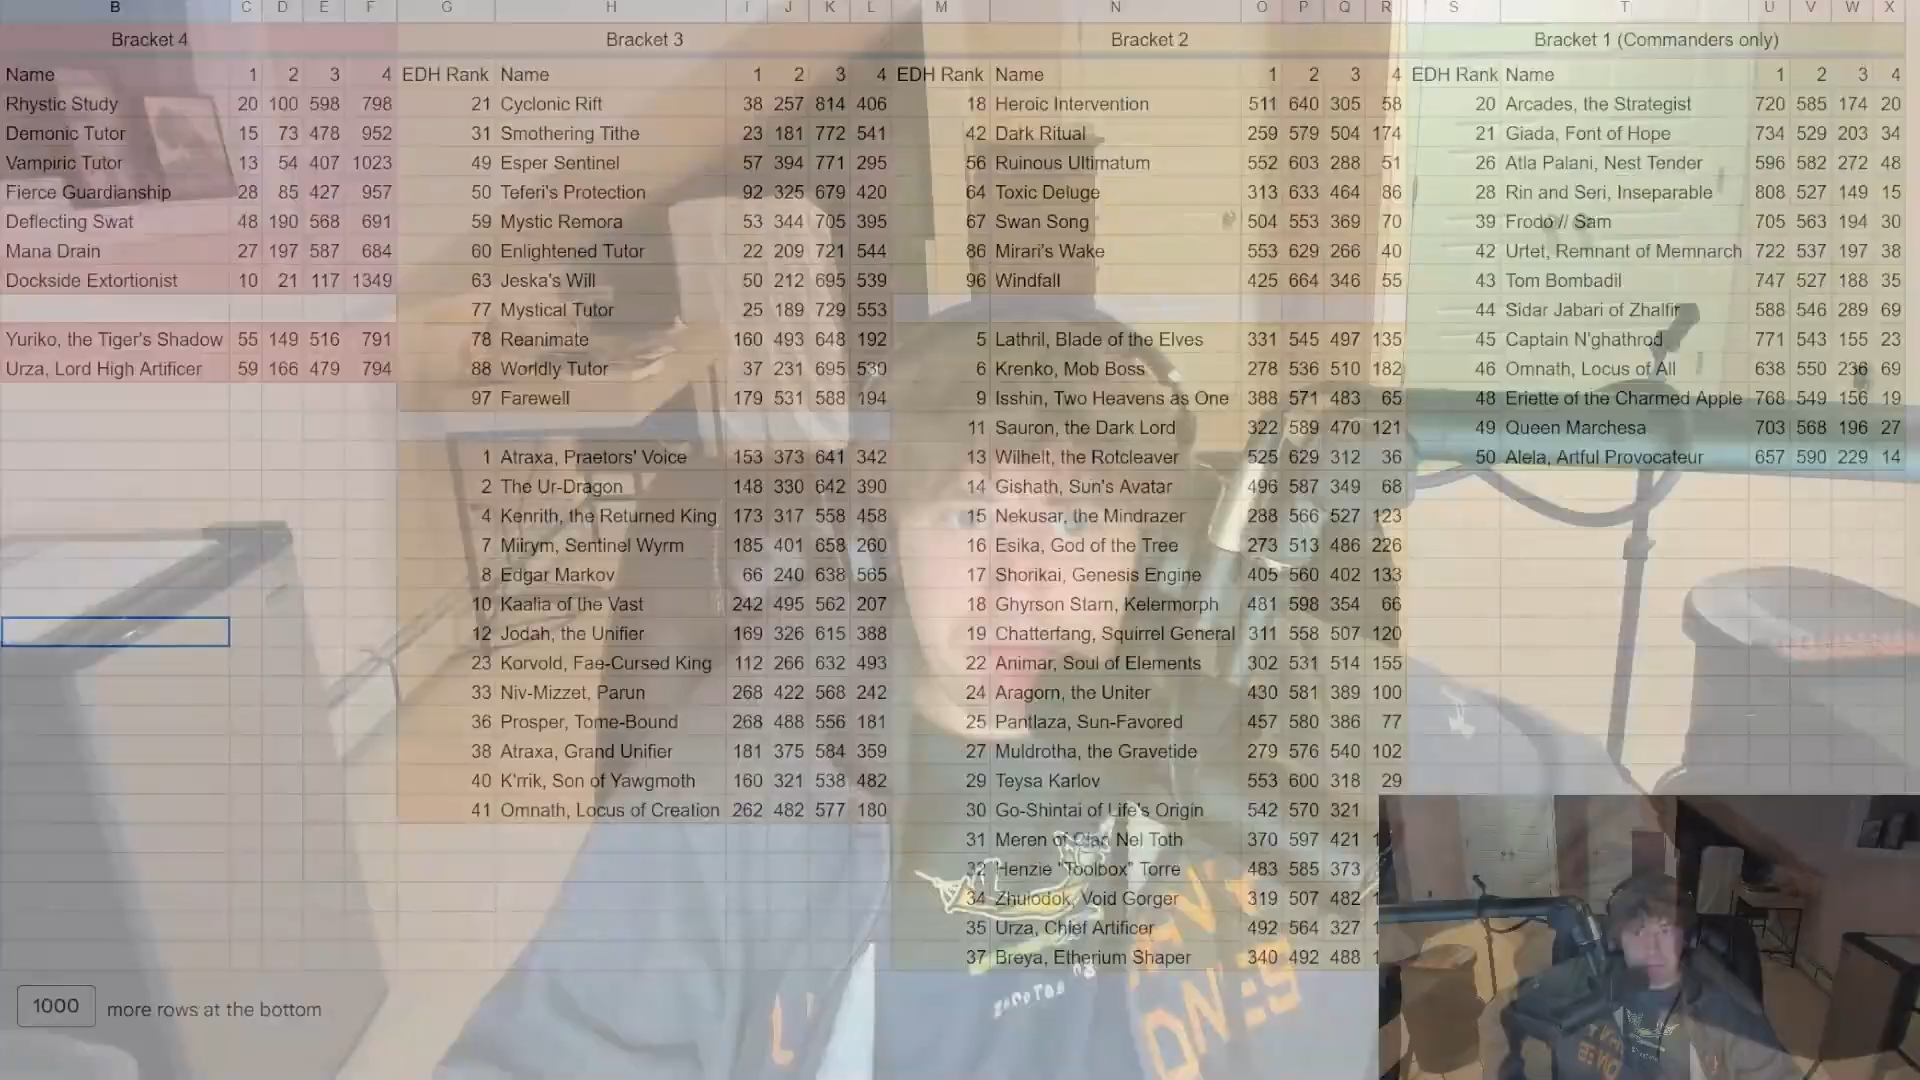 B C D E F G H I J K L M N O P Q R S T U V W X
Bracket 4 Bracket 3 Bracket 2 Bracket 1 (Commanders only)
Name 1 2 3 4 EDH Rank Name 1 2 3 4 EDH Rank Name 1 2 3 4 EDH Rank Name 1 2 3 4
Rhystic Study 20 100 598 798 21 Cyclonic Rift 38 257 814 406 18 Heroic Intervention 511 640 305 58 20 Arcades, the Strategist 720 585 174 20
Demonic Tutor 15 73 478 952 31 Smothering Tithe 23 181 772 541 42 Dark Ritual 259 579 504 174 21 Giada, Font of Hope 734 529 203 34
Vampiric Tutor 13 54 407 1023 49 Esper Sentinel 57 394 771 295 56 Ruinous Ultimatum 552 603 288 51 26 Atla Palani, Nest Tender 596 582 272 48
Fierce Guardianship 28 85 427 957 50 Teferi's Protection 92 325 679 420 64 Toxic Deluge 313 633 464 86 28 Rin and Seri, Inseparable 808 527 149 15
Deflecting Swat 48 190 568 691 59 Mystic Remora 53 344 705 395 67 Swan Song 504 553 369 70 39 Frodo // Sam 705 563 194 30
Mana Drain 27 197 587 684 60 Enlightened Tutor 22 209 721 544 86 Mirari's Wake 553 629 266 40 42 Urtet, Remnant of Memnarch 722 537 197 38
Dockside Extortionist 10 21 117 1349 63 Jeska's Will 50 212 695 539 96 Windfall 425 664 346 55 43 Tom Bombadil 747 527 188 35
77 Mystical Tutor 25 189 729 553 44 Sidar Jabari of Zhalfir 588 546 289 69
Yuriko, the Tiger's Shadow 55 149 516 791 78 Reanimate 160 493 648 192 5 Lathril, Blade of the Elves 331 545 497 135 45 Captain N'ghathrod 771 543 155 23
Urza, Lord High Artificer 59 166 479 794 88 Worldly Tutor 37 231 695 530 6 Krenko, Mob Boss 278 536 510 182 46 Omnath, Locus of All 638 550 236 69
97 Farewell 179 531 588 194 9 Isshin, Two Heavens as One 388 571 483 65 48 Eriette of the Charmed Apple 768 549 156 19
11 Sauron, the Dark Lord 322 589 470 121 49 Queen Marchesa 703 568 196 27
1 Atraxa, Praetors' Voice 153 373 641 342 13 Wilhelt, the Rotcleaver 525 629 312 36 50 Alela, Artful Provocateur 657 590 229 14
2 The Ur-Dragon 148 330 642 390 14 Gishath, Sun's Avatar 496 587 349 68
4 Kenrith, the Returned King 173 317 558 458 15 Nekusar, the Mindrazer 288 566 527 123
7 Miirym, Sentinel Wyrm 185 401 658 260 16 Esika, God of the Tree 273 513 486 226
8 Edgar Markov 66 240 638 565 17 Shorikai, Genesis Engine 405 560 402 133
10 Kaalia of the Vast 242 495 562 207 18 Ghyrson Starn, Kelermorph 481 598 354 66
12 Jodah, the Unifier 169 326 615 388 19 Chatterfang, Squirrel General 311 558 507 120
23 Korvold, Fae-Cursed King 112 266 632 493 22 Animar, Soul of Elements 302 531 514 155
33 Niv-Mizzet, Parun 268 422 568 242 24 Aragorn, the Uniter 430 581 389 100
36 Prosper, Tome-Bound 268 488 556 181 25 Pantlaza, Sun-Favored 457 580 386 77
38 Atraxa, Grand Unifier 181 375 584 359 27 Muldrotha, the Gravetide 279 576 540 102
40 K'rrik, Son of Yawgmoth 160 321 538 482 29 Teysa Karlov 553 600 318 29
41 Omnath, Locus of Creation 262 482 577 180 30 Go-Shintai of Life's Origin 542 570 321
31 Meren of Clan Nel Toth 370 597 421
32 Henzie "Toolbox" Torre 483 585 373
34 Zhulodok, Void Gorger 319 507 482
35 Urza, Chief Artificer 492 564 327
37 Breya, Etherium Shaper 340 492 488
1000 more rows at the bottom